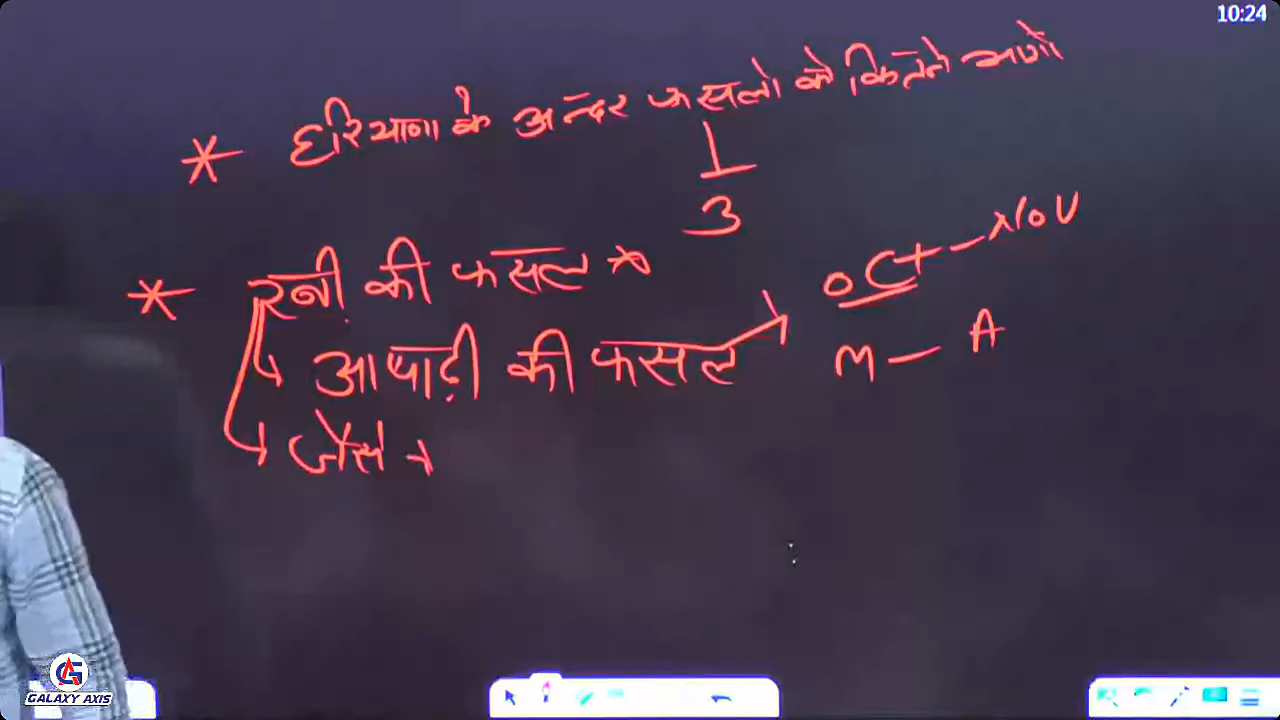 10:24
* हरियाणा के अन्दर फसलो को कितने भागो
3
* रबी की फसल *
oct - NOV
आषाढ़ी की फसल
M - A
जैसे →
GALAXY AXIS